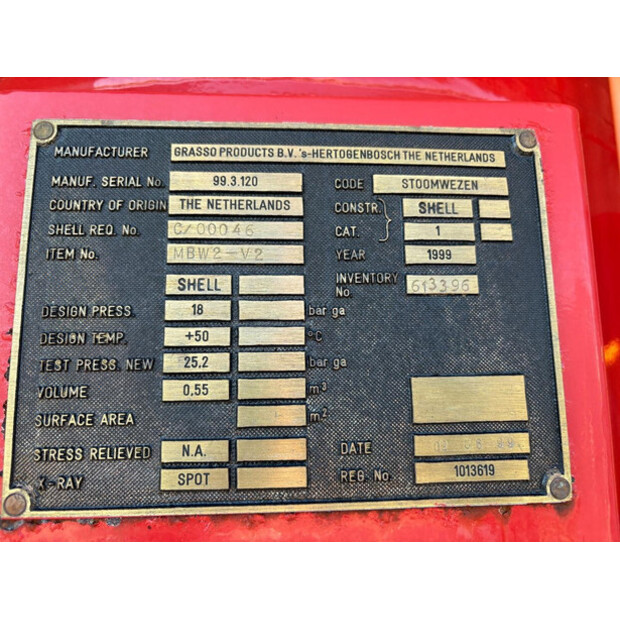 MANUFACTURER GRASSO PRODUCTS B.V. 's-HERTOGENBOSCH THE NETHERLANDS
MANUF. SERIAL No. 99.3.120
COUNTRY OF ORIGIN THE NETHERLANDS
SHELL REQ. No. C/00046
ITEM No. MBW2-V2
CODE STOOMWEZEN
CONSTR. SHELL
CAT. 1
YEAR 1999
INVENTORY
No. 613396
SHELL
DESIGN PRESS. 18 bar ga
DESIGN TEMP. +50 °C
TEST PRESS. NEW 25,2 bar ga
VOLUME 0,55 m³
SURFACE AREA m²
STRESS RELIEVED N.A.
X-RAY SPOT
DATE
REG. No. 1013619